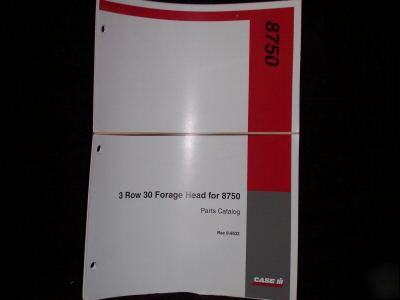 8750
3 Row 30 Forage Head for 8750
Parts Catalog
CASE IH